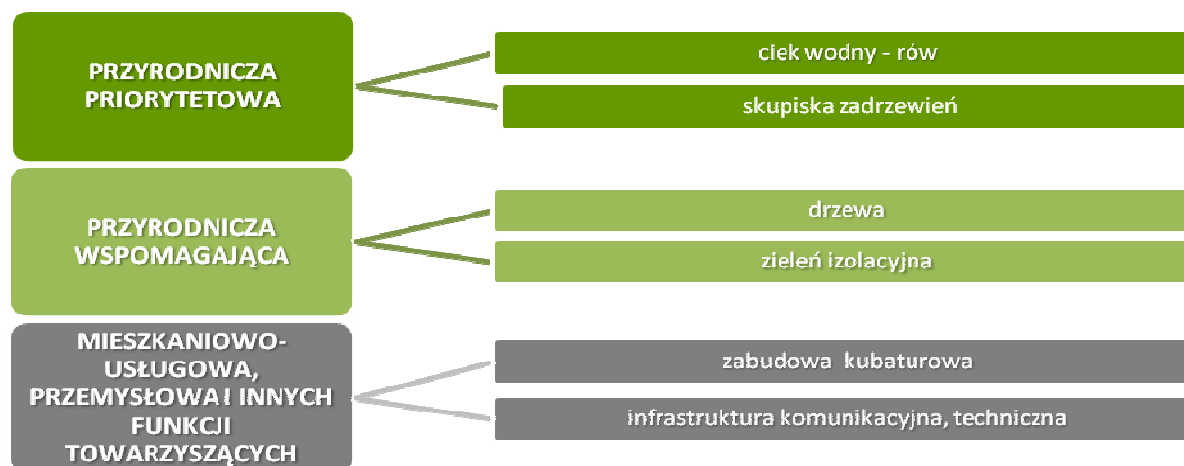 PRZYRODNICZA
PRIORYTETOWA
ciek wodny - rów
skupiska zadrzewień
PRZYRODNICZA
WSPOMAGAJĄCA
drzewa
zieleń izolacyjna
MIESZKANIOWO-
USŁUGOWA,
PRZEMYSŁOWA I INNYCH
FUNKCJI
TOWARZYSZĄCYCH
zabudowa kubaturowa
infrastruktura komunikacyjna, techniczna